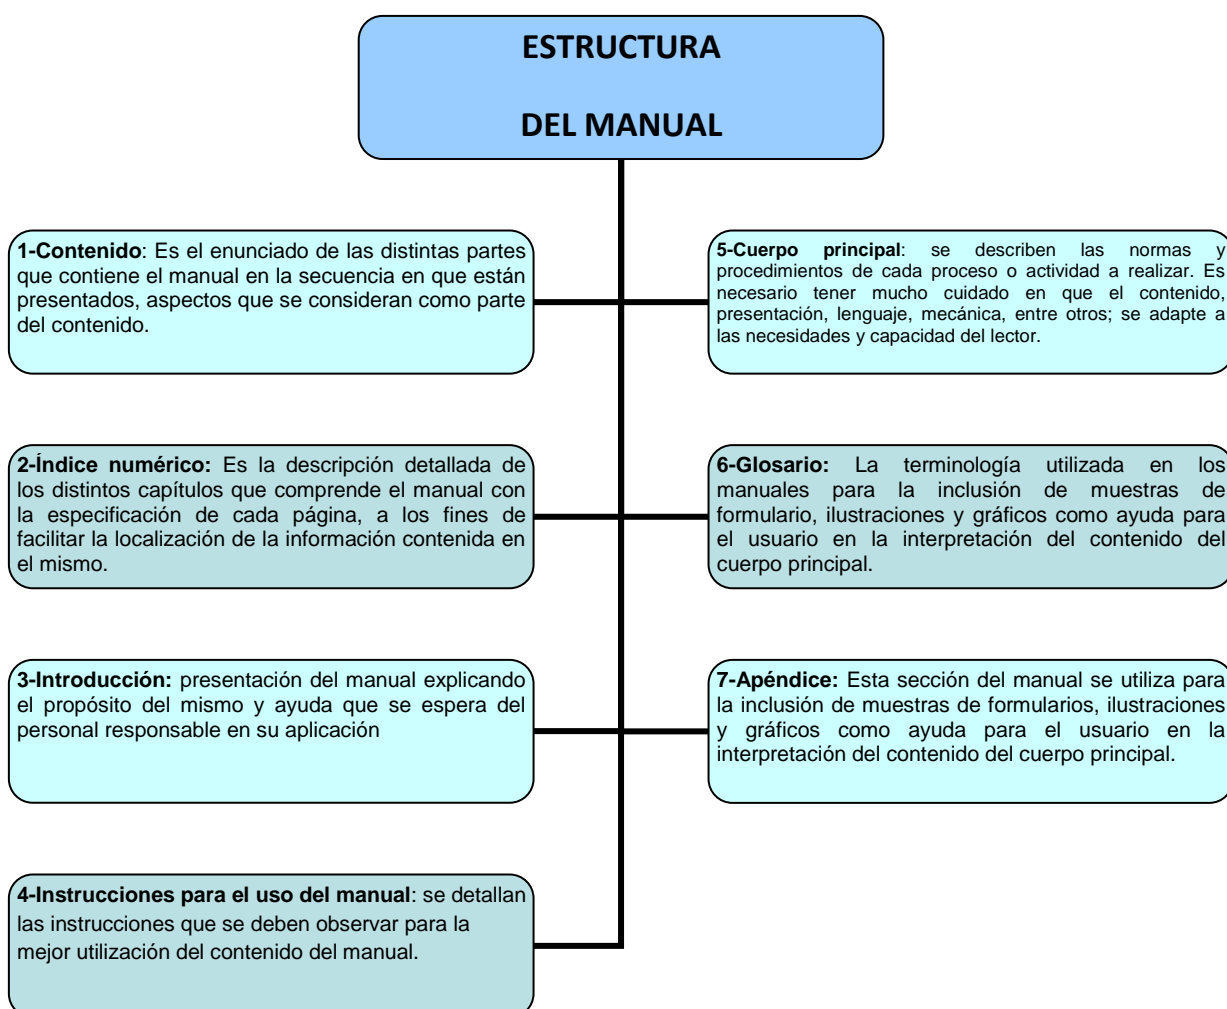 ESTRUCTURA
DEL MANUAL
1-Contenido: Es el enunciado de las distintas partes
que contiene el manual en la secuencia en que están
presentados, aspectos que se consideran como parte
del contenido.
2-Índice numérico: Es la descripción detallada de
los distintos capítulos que comprende el manual con
la especificación de cada página, a los fines de
facilitar la localización de la información contenida en
el mismo.
3-Introducción: presentación del manual explicando
el propósito del mismo y ayuda que se espera del
personal responsable en su aplicación
4-Instrucciones para el uso del manual: se detallan
las instrucciones que se deben observar para la
mejor utilización del contenido del manual.
5-Cuerpo principal: se describen las normas y
procedimientos de cada proceso o actividad a realizar. Es
necesario tener mucho cuidado en que el contenido,
presentación, lenguaje, mecánica, entre otros; se adapte a
las necesidades y capacidad del lector.
6-Glosario: La terminología utilizada en los
manuales para la inclusión de muestras de
formulario, ilustraciones y gráficos como ayuda para
el usuario en la interpretación del contenido del
cuerpo principal.
7-Apéndice: Esta sección del manual se utiliza para
la inclusión de muestras de formularios, ilustraciones
y gráficos como ayuda para el usuario en la
interpretación del contenido del cuerpo principal.